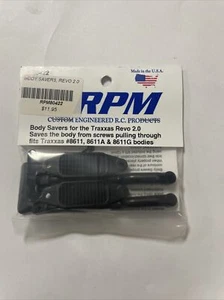 Made in the U.S.A.
BODY SAVERS, REVO 2.0
RPM80422
$11.95
RPM
CUSTOM ENGINEERED R.C. PRODUCTS
Body Savers for the Traxxas Revo 2.0
Saves the body from screws pulling through
fits Traxxas #8611, 8611A & 8611G bodies